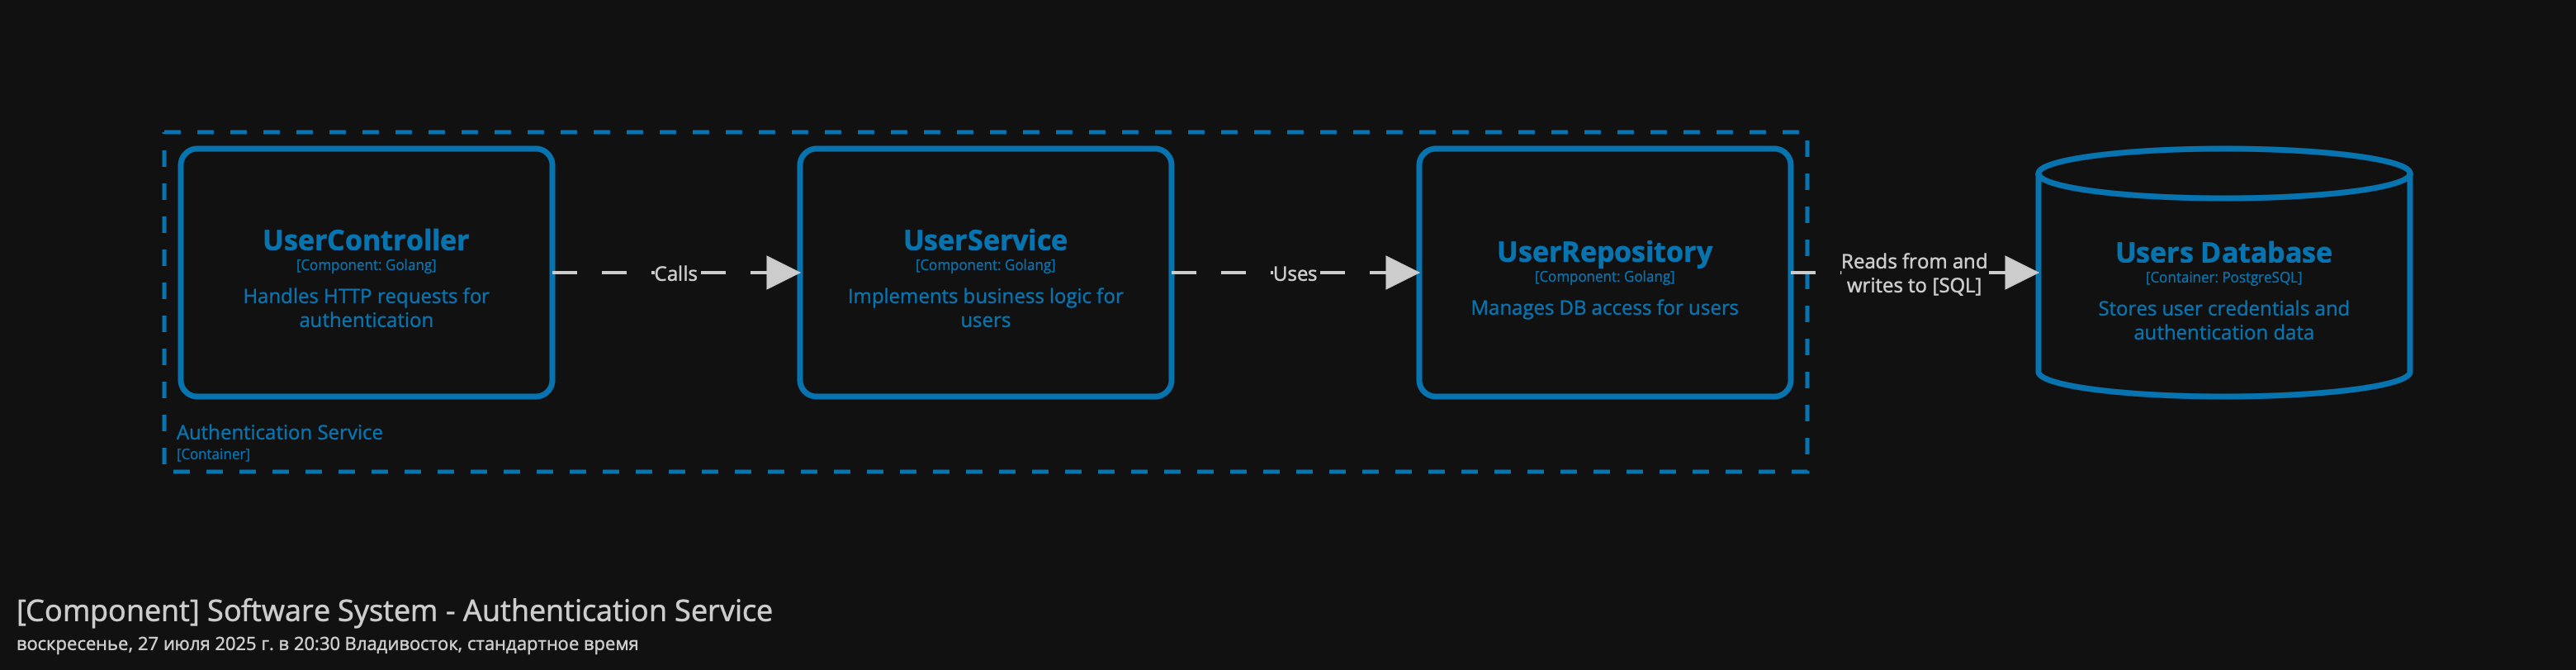 UserController
[Component: Golang]
Handles HTTP requests for
authentication
Calls
UserService
[Component: Golang]
Implements business logic for
users
Uses
UserRepository
[Component: Golang]
Manages DB access for users
Reads from and
writes to [SQL]
Users Database
[Container: PostgreSQL]
Stores user credentials and
authentication data
Authentication Service
[Container]
[Component] Software System - Authentication Service
воскресенье, 27 июля 2025 г. в 20:30 Владивосток, стандартное время